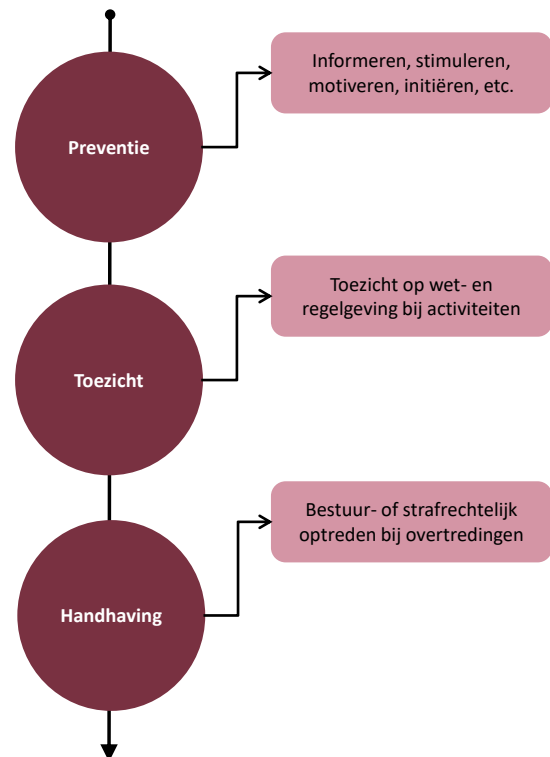 Informeren, stimuleren,
motiveren, initiëren, etc.
Preventie
Toezicht op wet- en
regelgeving bij activiteiten
Toezicht
Bestuur- of strafrechtelijk
optreden bij overtredingen
Handhaving